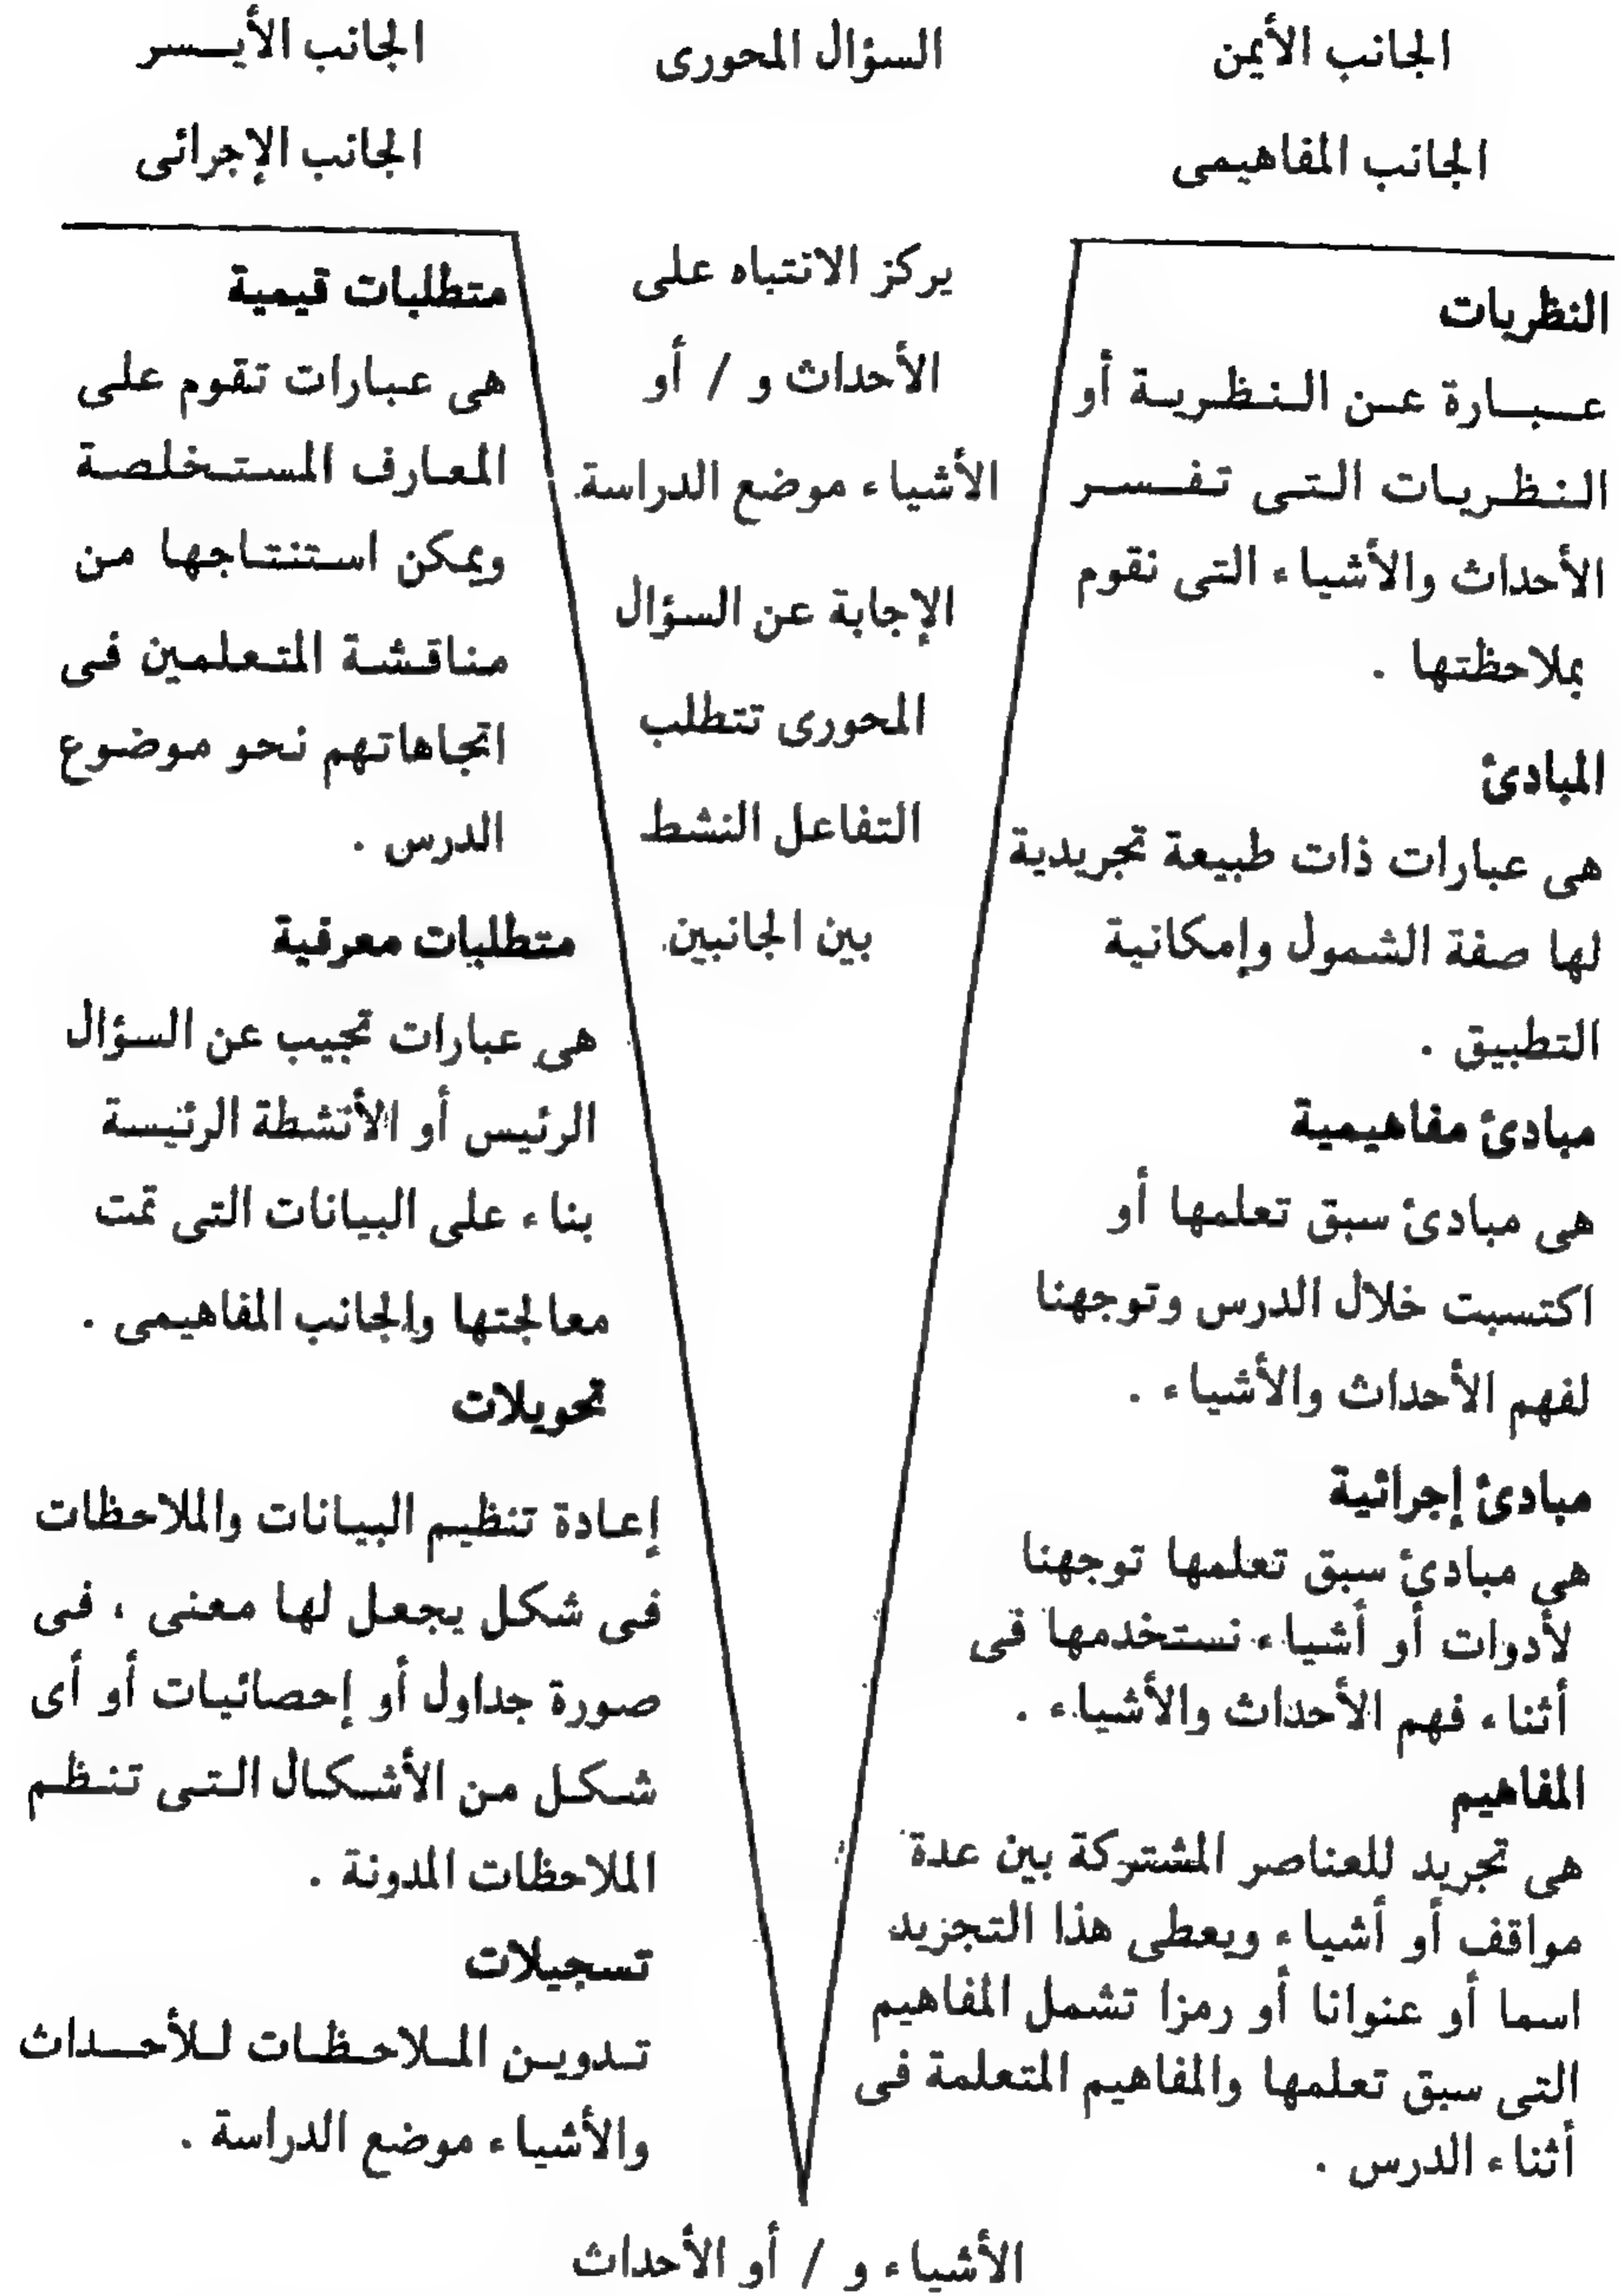 الجانب الأيمن
الجانب المفاهيمى
النظريات
عبارة عن النظرية أو
النظريات التى تفسر
الأحداث والأشياء التى نقوم
بملاحظتها .
المبادئ
هى عبارات ذات طبيعة تجريدية
لها صفة الشمول وإمكانية
التطبيق .
مبادئ مفاهيمية
هى مبادئ سبق تعلمها أو
اكتسبت خلال الدرس وتوجهنا
لفهم الأحداث والأشياء .
مبادئ إجرائية
هى مبادئ سبق تعلمها توجهنا
لأدوات أو أشياء نستخدمها فى
أثناء فهم الأحداث والأشياء .
المفاهيم
هى تجريد للعناصر المشتركة بين عدة
مواقف أو أشياء ويعطى هذا التجريد
اسما أو عنوانا أو رمزا تشمل المفاهيم
التى سبق تعلمها والمفاهيم المتعلمة فى
أثناء الدرس .
السؤال المحورى
يركز الانتباه على
الأحداث و / أو
الأشياء موضع الدراسة.
الإجابة عن السؤال
المحورى تتطلب
التفاعل النشط
بين الجانبين.
الجانب الأيسر
الجانب الإجرائى
متطلبات قيمية
هى عبارات تقوم على
المعارف المستخلصة
ويمكن استنتاجها من
مناقشة المتعلمين فى
اتجاهاتهم نحو موضوع
الدرس .
متطلبات معرفية
هى عبارات تجيب عن السؤال
الرئيس أو الأنشطة الرئيسة
بناء على البيانات التى تمت
معالجتها والجانب المفاهيمى .
تحويلات
إعادة تنظيم البيانات والملاحظات
فى شكل يجعل لها معنى ، فى
صورة جداول أو إحصائيات أو أى
شكل من الأشكال التى تنظم
الملاحظات المدونة .
تسجيلات
تدوين الملاحظات للأحداث
والأشياء موضع الدراسة .
الأشياء و / أو الأحداث